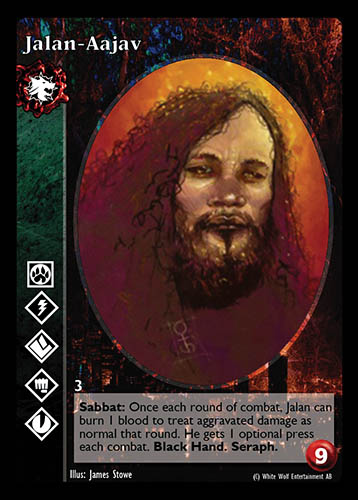 Jalan-Aajav
3
Sabbat: Once each round of combat, Jalan can
burn 1 blood to treat aggravated damage as
normal that round. He gets 1 optional press
each combat. Black Hand. Seraph.
9
Illus: James Stowe
(C) White Wolf Entertainment AB